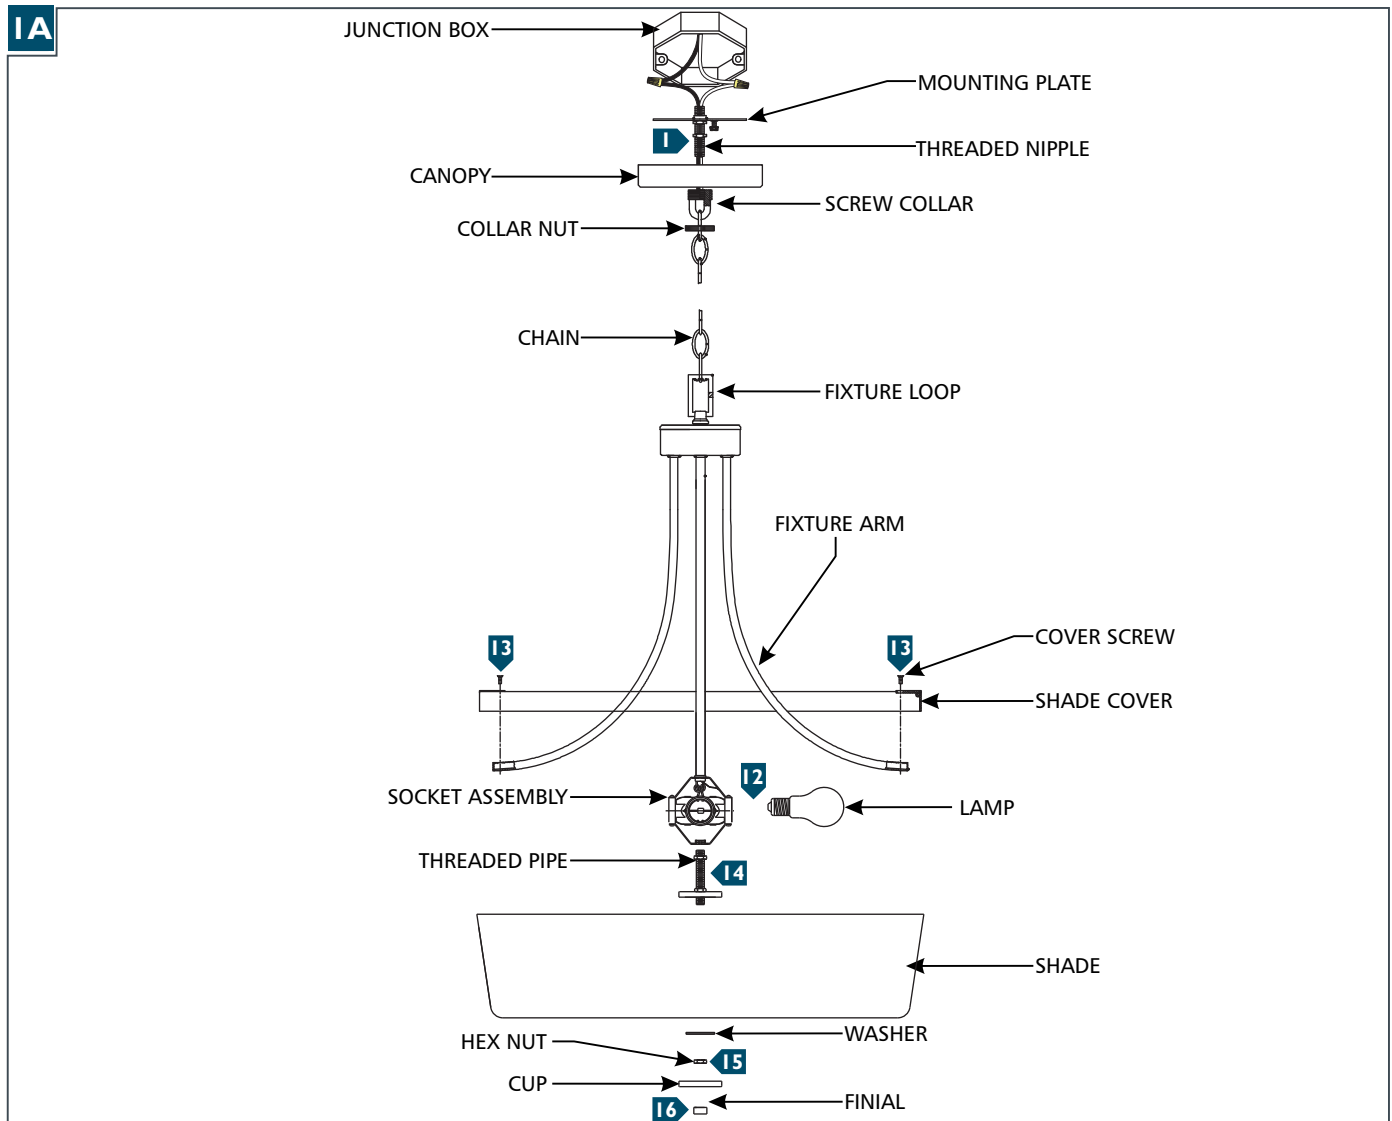 1A
JUNCTION BOX
MOUNTING PLATE
1
THREADED NIPPLE
CANOPY
SCREW COLLAR
COLLAR NUT
CHAIN
FIXTURE LOOP
FIXTURE ARM
13
13
COVER SCREW
SHADE COVER
12
SOCKET ASSEMBLY
LAMP
THREADED PIPE
14
SHADE
WASHER
HEX NUT
15
CUP
FINIAL
16